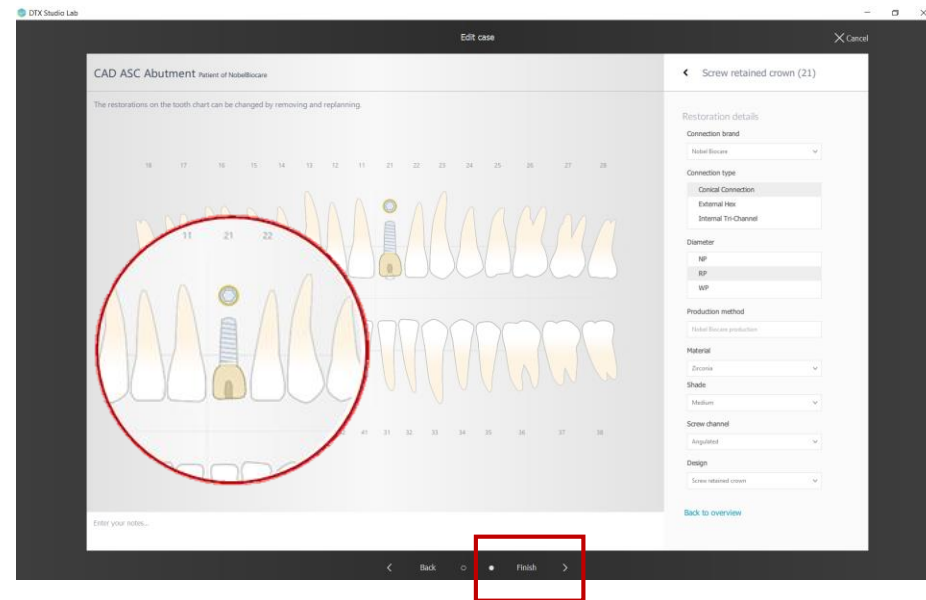 DTX Studio Lab
Edit case
Cancel
CAD ASC Abutment Patient of NobelBiocare
The restorations on the tooth chart can be changed by removing and replanning.
18 17 16 15 14 13 12 11 21 22 23 24 25 26 27 28
11 21 22
41 31 32 33 34 35 36 37 38
Enter your notes...
Screw retained crown (21)
Restoration details
Connection brand
Nobel Biocare
Connection type
Conical Connection
External Hex
Internal Tri-Channel
Diameter
NP
RP
WP
Production method
Nobel Biocare production
Material
Zirconia
Shade
Medium
Screw channel
Angulated
Design
Screw retained crown
Back to overview
Back
Finish